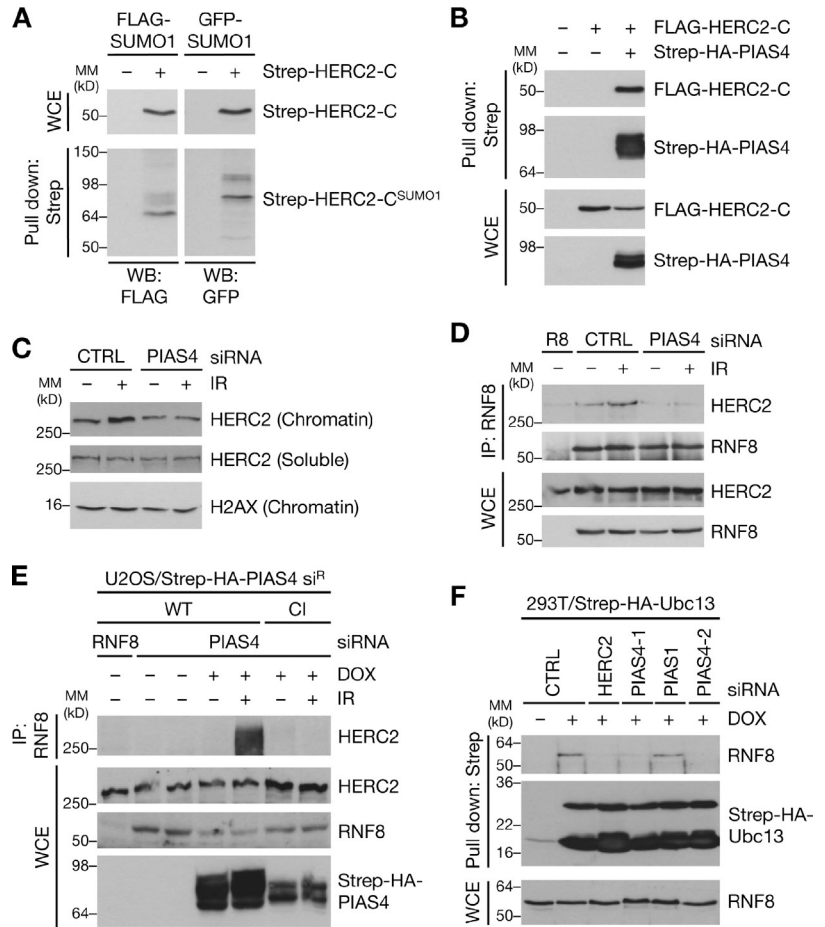 A
FLAG-SUMO1 GFP-SUMO1
MM (kD) – + – + Strep-HERC2-C
WCE 50 Strep-HERC2-C
Pull down: Strep
150
98
64
50
Strep-HERC2-C^SUMO1
WB: FLAG WB: GFP
B
– + + FLAG-HERC2-C
MM (kD) – – + Strep-HA-PIAS4
Pull down: Strep
50 FLAG-HERC2-C
98
64
Strep-HA-PIAS4
WCE
50 FLAG-HERC2-C
98 Strep-HA-PIAS4
C
CTRL PIAS4 siRNA
MM (kD) – + – + IR
250 HERC2 (Chromatin)
250 HERC2 (Soluble)
16 H2AX (Chromatin)
D
R8 CTRL PIAS4 siRNA
MM (kD) – – + – + IR
IP: RNF8
250 HERC2
50 RNF8
WCE
250 HERC2
50 RNF8
E
U2OS/Strep-HA-PIAS4 si^R
WT CI
RNF8 PIAS4 siRNA
– – – + + + + DOX
MM (kD) – – – – + – + IR
IP: RNF8
250 HERC2
WCE
250 HERC2
50 RNF8
98
64
Strep-HA-PIAS4
F
293T/Strep-HA-Ubc13
CTRL HERC2 PIAS4-1 PIAS1 PIAS4-2 siRNA
MM (kD) – + + + + + DOX
Pull down: Strep
64
50
RNF8
36
22
16
Strep-HA-Ubc13
WCE
64
50
RNF8